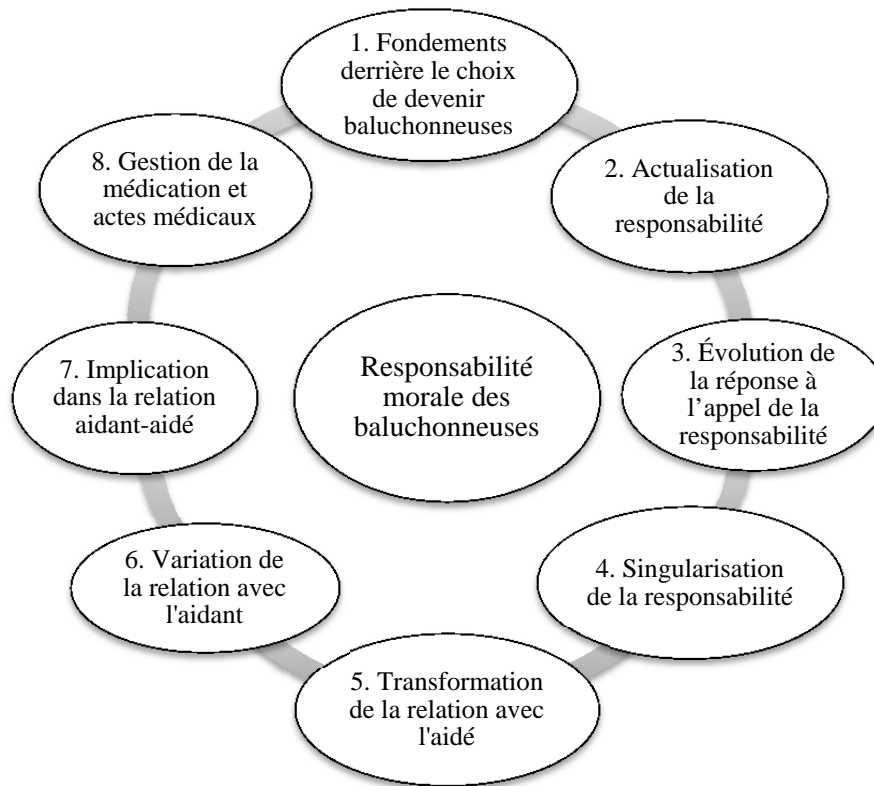 1. Fondements
derrière le choix
de devenir
baluchonneuses
2. Actualisation
de la
responsabilité
3. Évolution de
la réponse à
l’appel de la
responsabilité
4. Singularisation
de la responsabilité
5. Transformation
de la relation avec
l'aidé
6. Variation de
la relation avec
l'aidant
7. Implication
dans la relation
aidant-aidé
8. Gestion de la
médication et
actes médicaux
Responsabilité
morale des
baluchonneuses